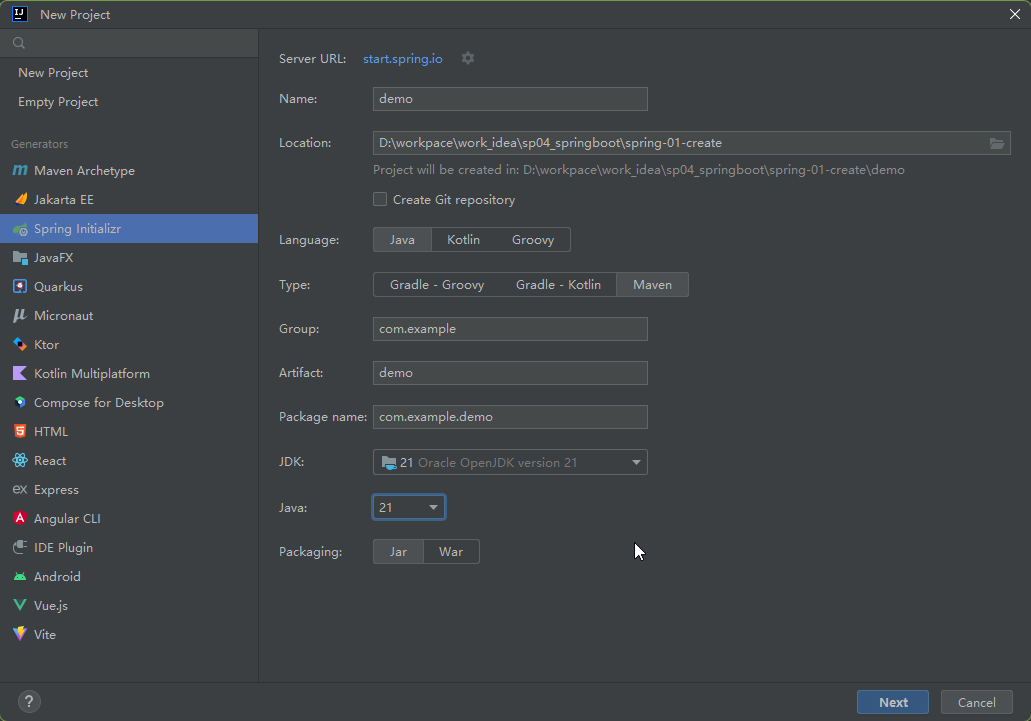 New Project
New Project
Empty Project
Generators
Maven Archetype
Jakarta EE
Spring Initializr
JavaFX
Quarkus
Micronaut
Ktor
Kotlin Multiplatform
Compose for Desktop
HTML
React
Express
Angular CLI
IDE Plugin
Android
Vue.js
Vite
Server URL: start.spring.io
Name: demo
Location: D:\workpace\work_idea\sp04_springboot\spring-01-create
Project will be created in: D:\workpace\work_idea\sp04_springboot\spring-01-create\demo
Create Git repository
Language: Java Kotlin Groovy
Type: Gradle - Groovy Gradle - Kotlin Maven
Group: com.example
Artifact: demo
Package name: com.example.demo
JDK: 21 Oracle OpenJDK version 21
Java: 21
Packaging: Jar War
? Next Cancel